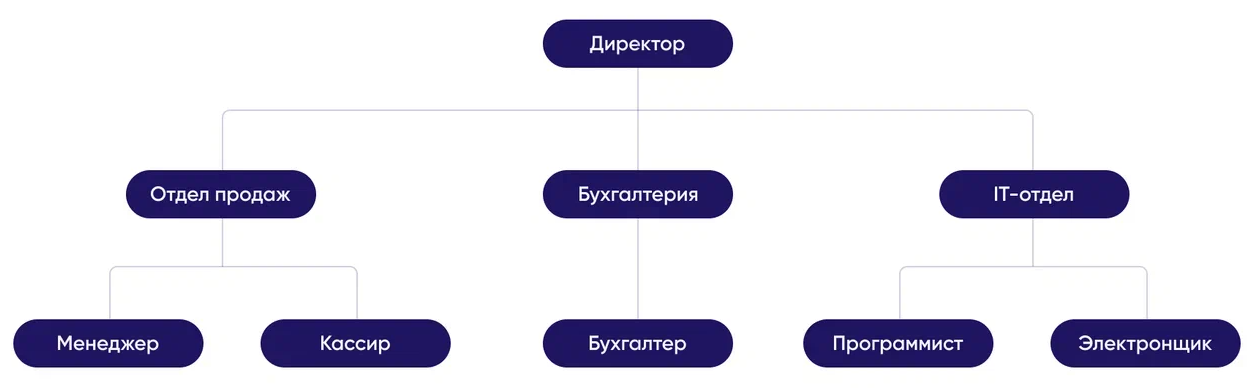 Директор
Отдел продаж
Бухгалтерия
IT-отдел
Менеджер
Кассир
Бухгалтер
Программист
Электронщик